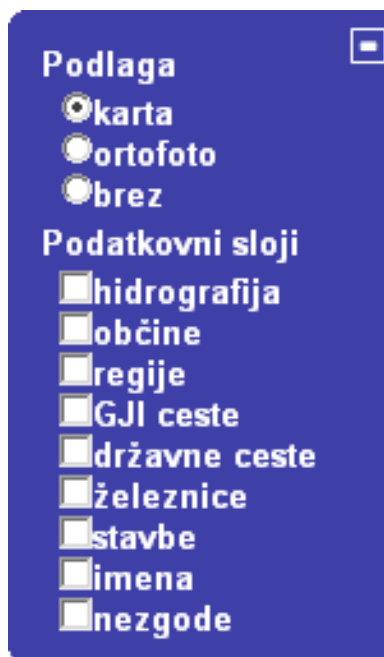 Podlaga
karta
ortofoto
brez
Podatkovni sloji
hidrografija
občine
regije
GJI ceste
državne ceste
železnice
stavbe
imena
nezgode